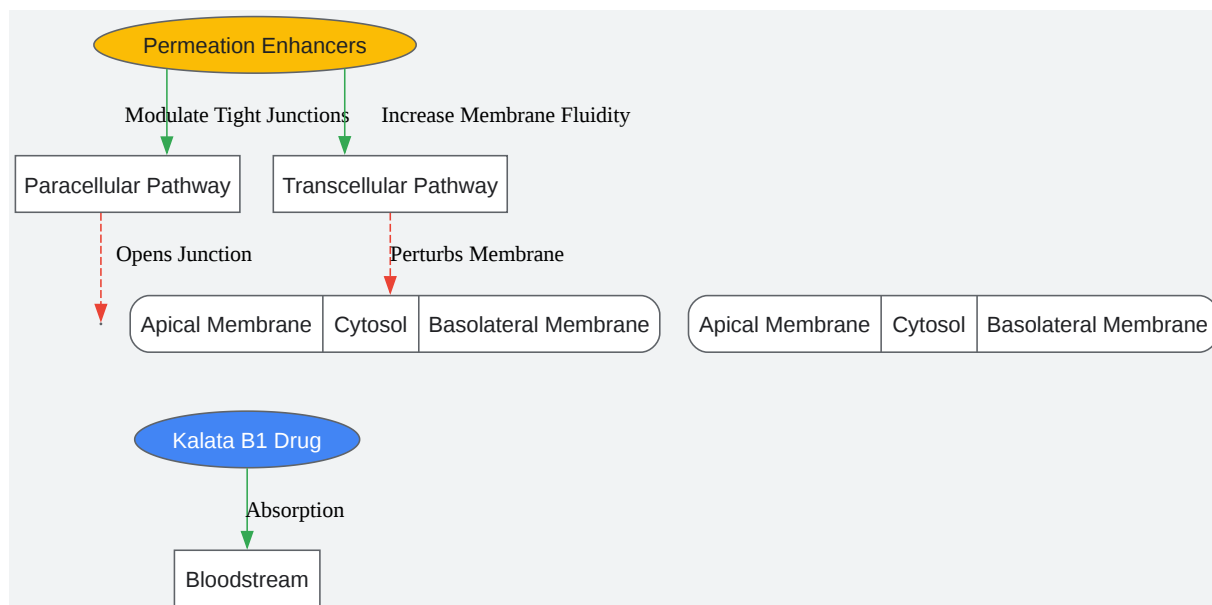 Permeation Enhancers
Modulate Tight Junctions
Increase Membrane Fluidity
Paracellular Pathway
Transcellular Pathway
Opens Junction
Perturbs Membrane
Apical Membrane
Cytosol
Basolateral Membrane
Apical Membrane
Cytosol
Basolateral Membrane
Kalata B1 Drug
Absorption
Bloodstream